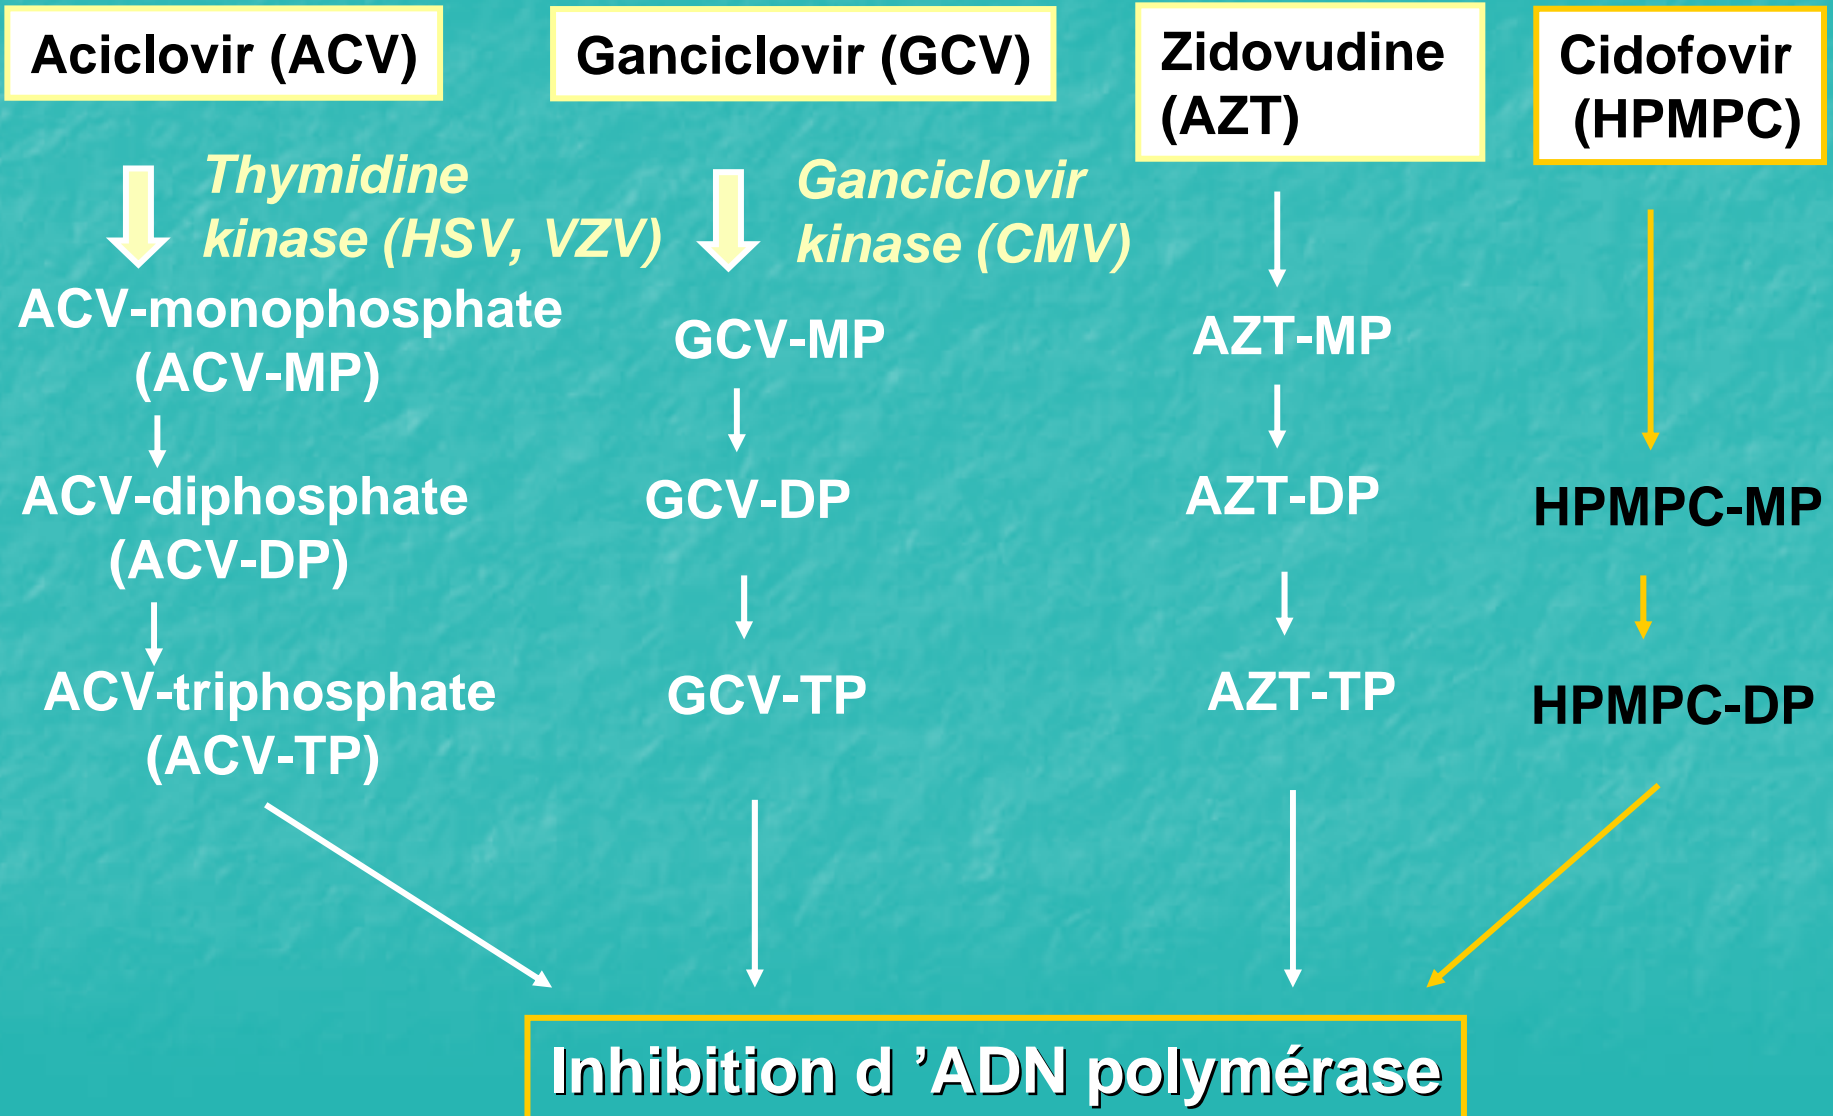 Aciclovir (ACV)
Thymidine
kinase (HSV, VZV)
ACV-monophosphate
(ACV-MP)
ACV-diphosphate
(ACV-DP)
ACV-triphosphate
(ACV-TP)
Ganciclovir (GCV)
Ganciclovir
kinase (CMV)
GCV-MP
GCV-DP
GCV-TP
Zidovudine
(AZT)
AZT-MP
AZT-DP
AZT-TP
Cidofovir
(HPMPC)
HPMPC-MP
HPMPC-DP
Inhibition d ’ADN polymérase